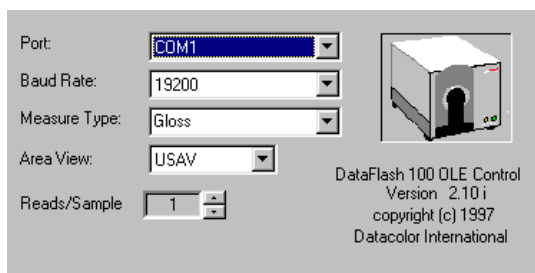 Port: COM1
Baud Rate: 19200
Measure Type: Gloss
Area View: USAV
Reads/Sample 1
DataFlash 100 OLE Control
Version 2.10 i
copyright (c) 1997
Datacolor International